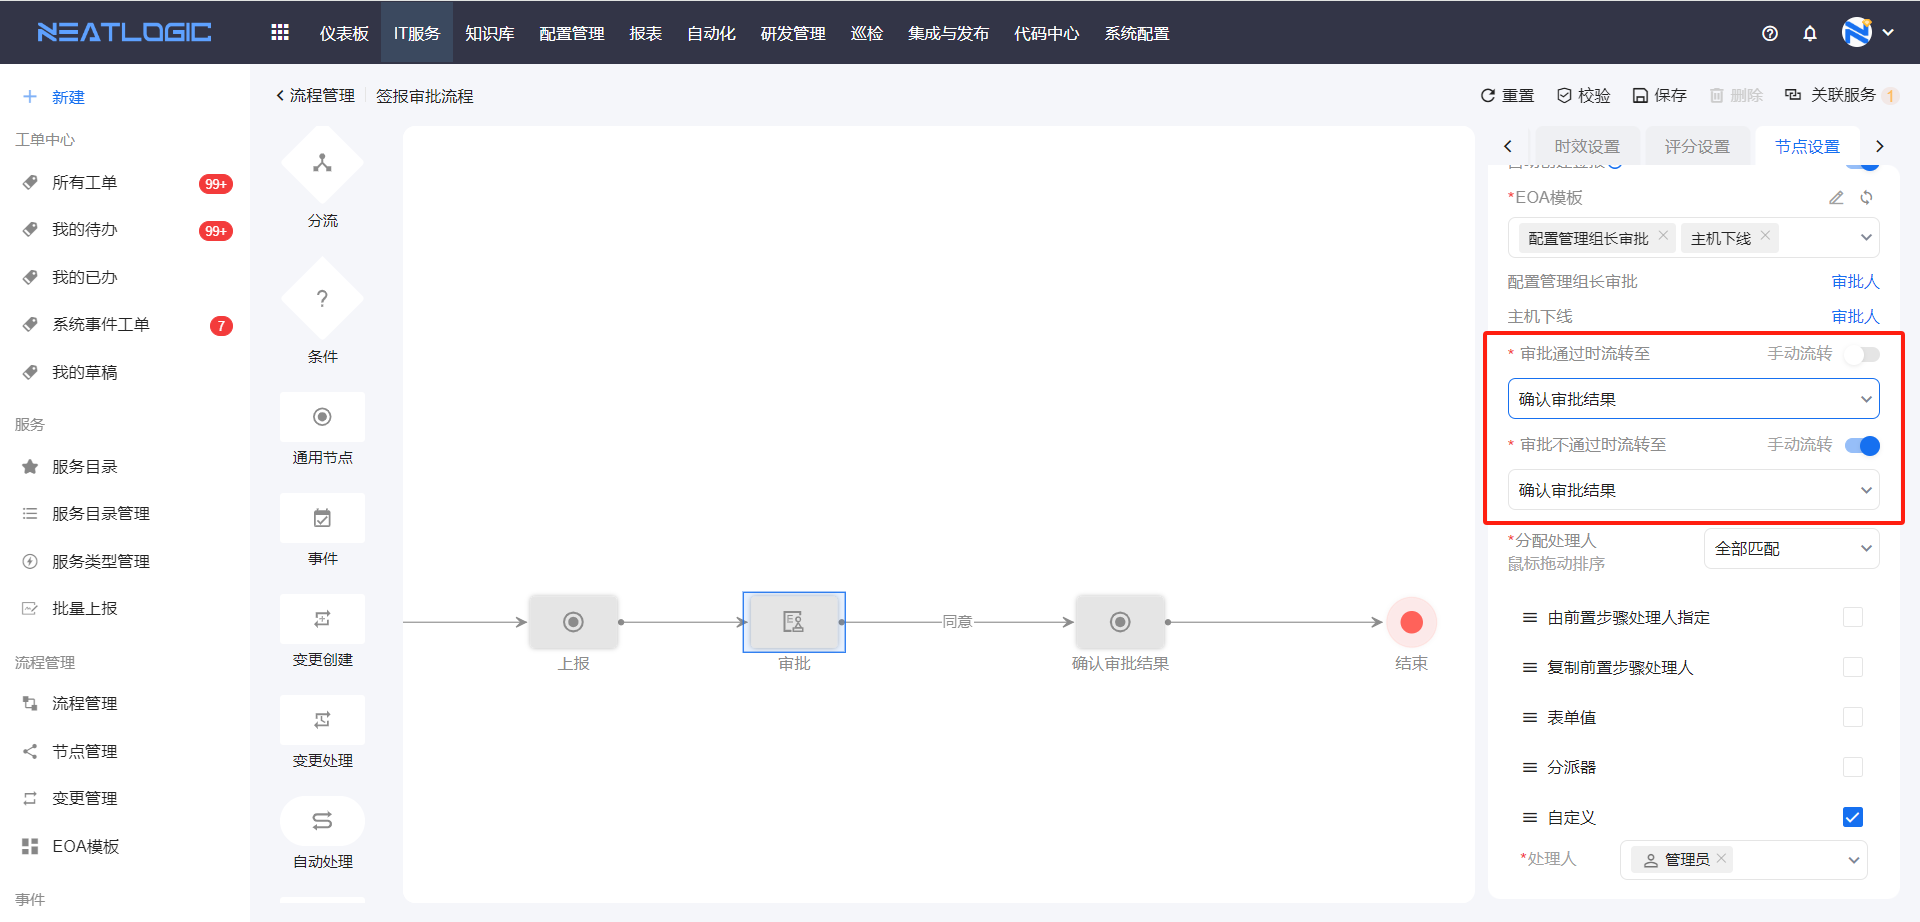 NEATLOGIC
仪表板
IT服务
知识库
配置管理
报表
自动化
研发管理
巡检
集成与发布
代码中心
系统配置
新建
工单中心
所有工单
99+
我的待办
99+
我的已办
系统事件工单
7
我的草稿
服务
服务目录
服务目录管理
服务类型管理
批量上报
流程管理
流程管理
节点管理
变更管理
EOA模板
事件
流程管理
签报审批流程
重置
校验
保存
删除
关联服务
1
分流
?
条件
通用节点
事件
变更创建
变更处理
自动处理
上报
审批
同意
确认审批结果
结束
时效设置
评分设置
节点设置
*EOA模板
配置管理组长审批
主机下线
配置管理组长审批
审批人
主机下线
审批人
* 审批通过时流转至
手动流转
确认审批结果
* 审批不通过时流转至
手动流转
确认审批结果
*分配处理人
鼠标拖动排序
全部匹配
由前置步骤处理人指定
复制前置步骤处理人
表单值
分派器
自定义
*处理人
管理员